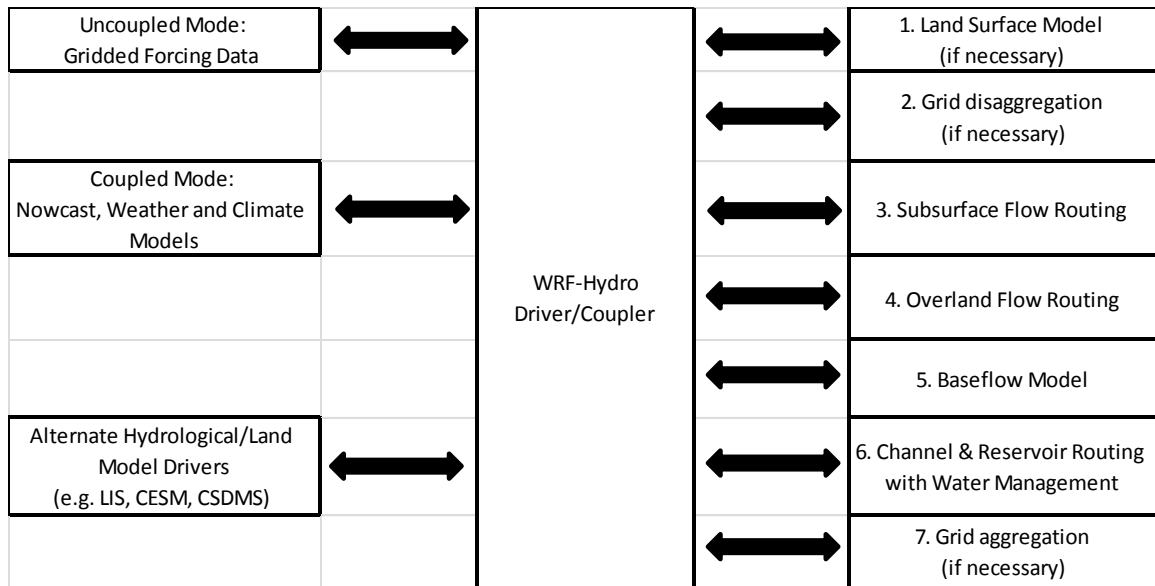 Uncoupled Mode:
Gridded Forcing Data
Coupled Mode:
Nowcast, Weather and Climate
Models
Alternate Hydrological/Land
Model Drivers
(e.g. LIS, CESM, CSDMS)
WRF-Hydro
Driver/Coupler
1. Land Surface Model
(if necessary)
2. Grid disaggregation
(if necessary)
3. Subsurface Flow Routing
4. Overland Flow Routing
5. Baseflow Model
6. Channel & Reservoir Routing
with Water Management
7. Grid aggregation
(if necessary)